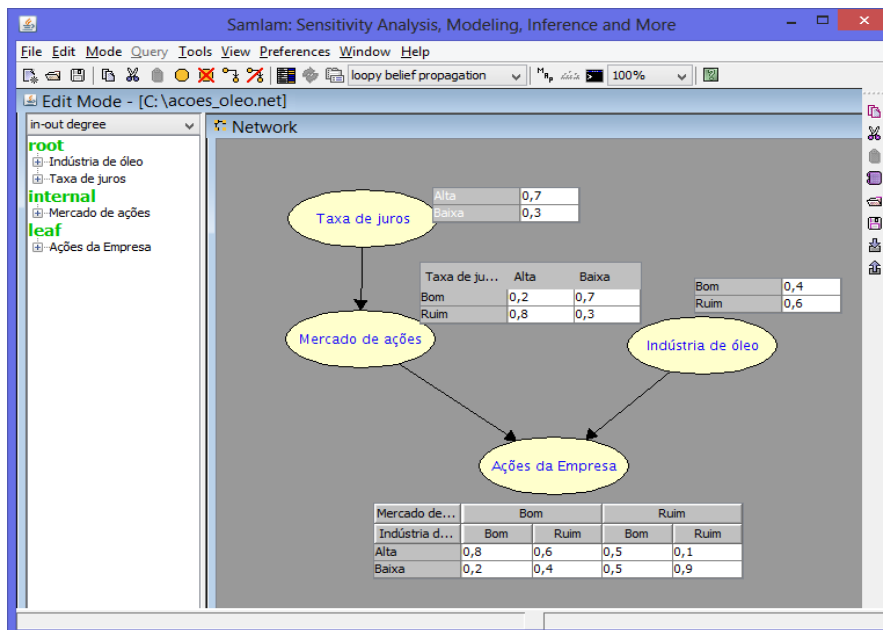 Samlam: Sensitivity Analysis, Modeling, Inference and More
File Edit Mode Query Tools View Preferences Window Help
loopy belief propagation
100%
Edit Mode - [C:\acoes_oleo.net]
in-out degree
root
Indústria de óleo
Taxa de juros
internal
Mercado de ações
leaf
Ações da Empresa
Network
Taxa de juros
Alta 0,7
Baixa 0,3
Taxa de ju... Alta Baixa
Bom 0,2 0,7
Ruim 0,8 0,3
Mercado de ações
Bom 0,4
Ruim 0,6
Indústria de óleo
Ações da Empresa
Mercado de... Bom Ruim
Indústria d... Bom Ruim Bom Ruim
Alta 0,8 0,6 0,5 0,1
Baixa 0,2 0,4 0,5 0,9